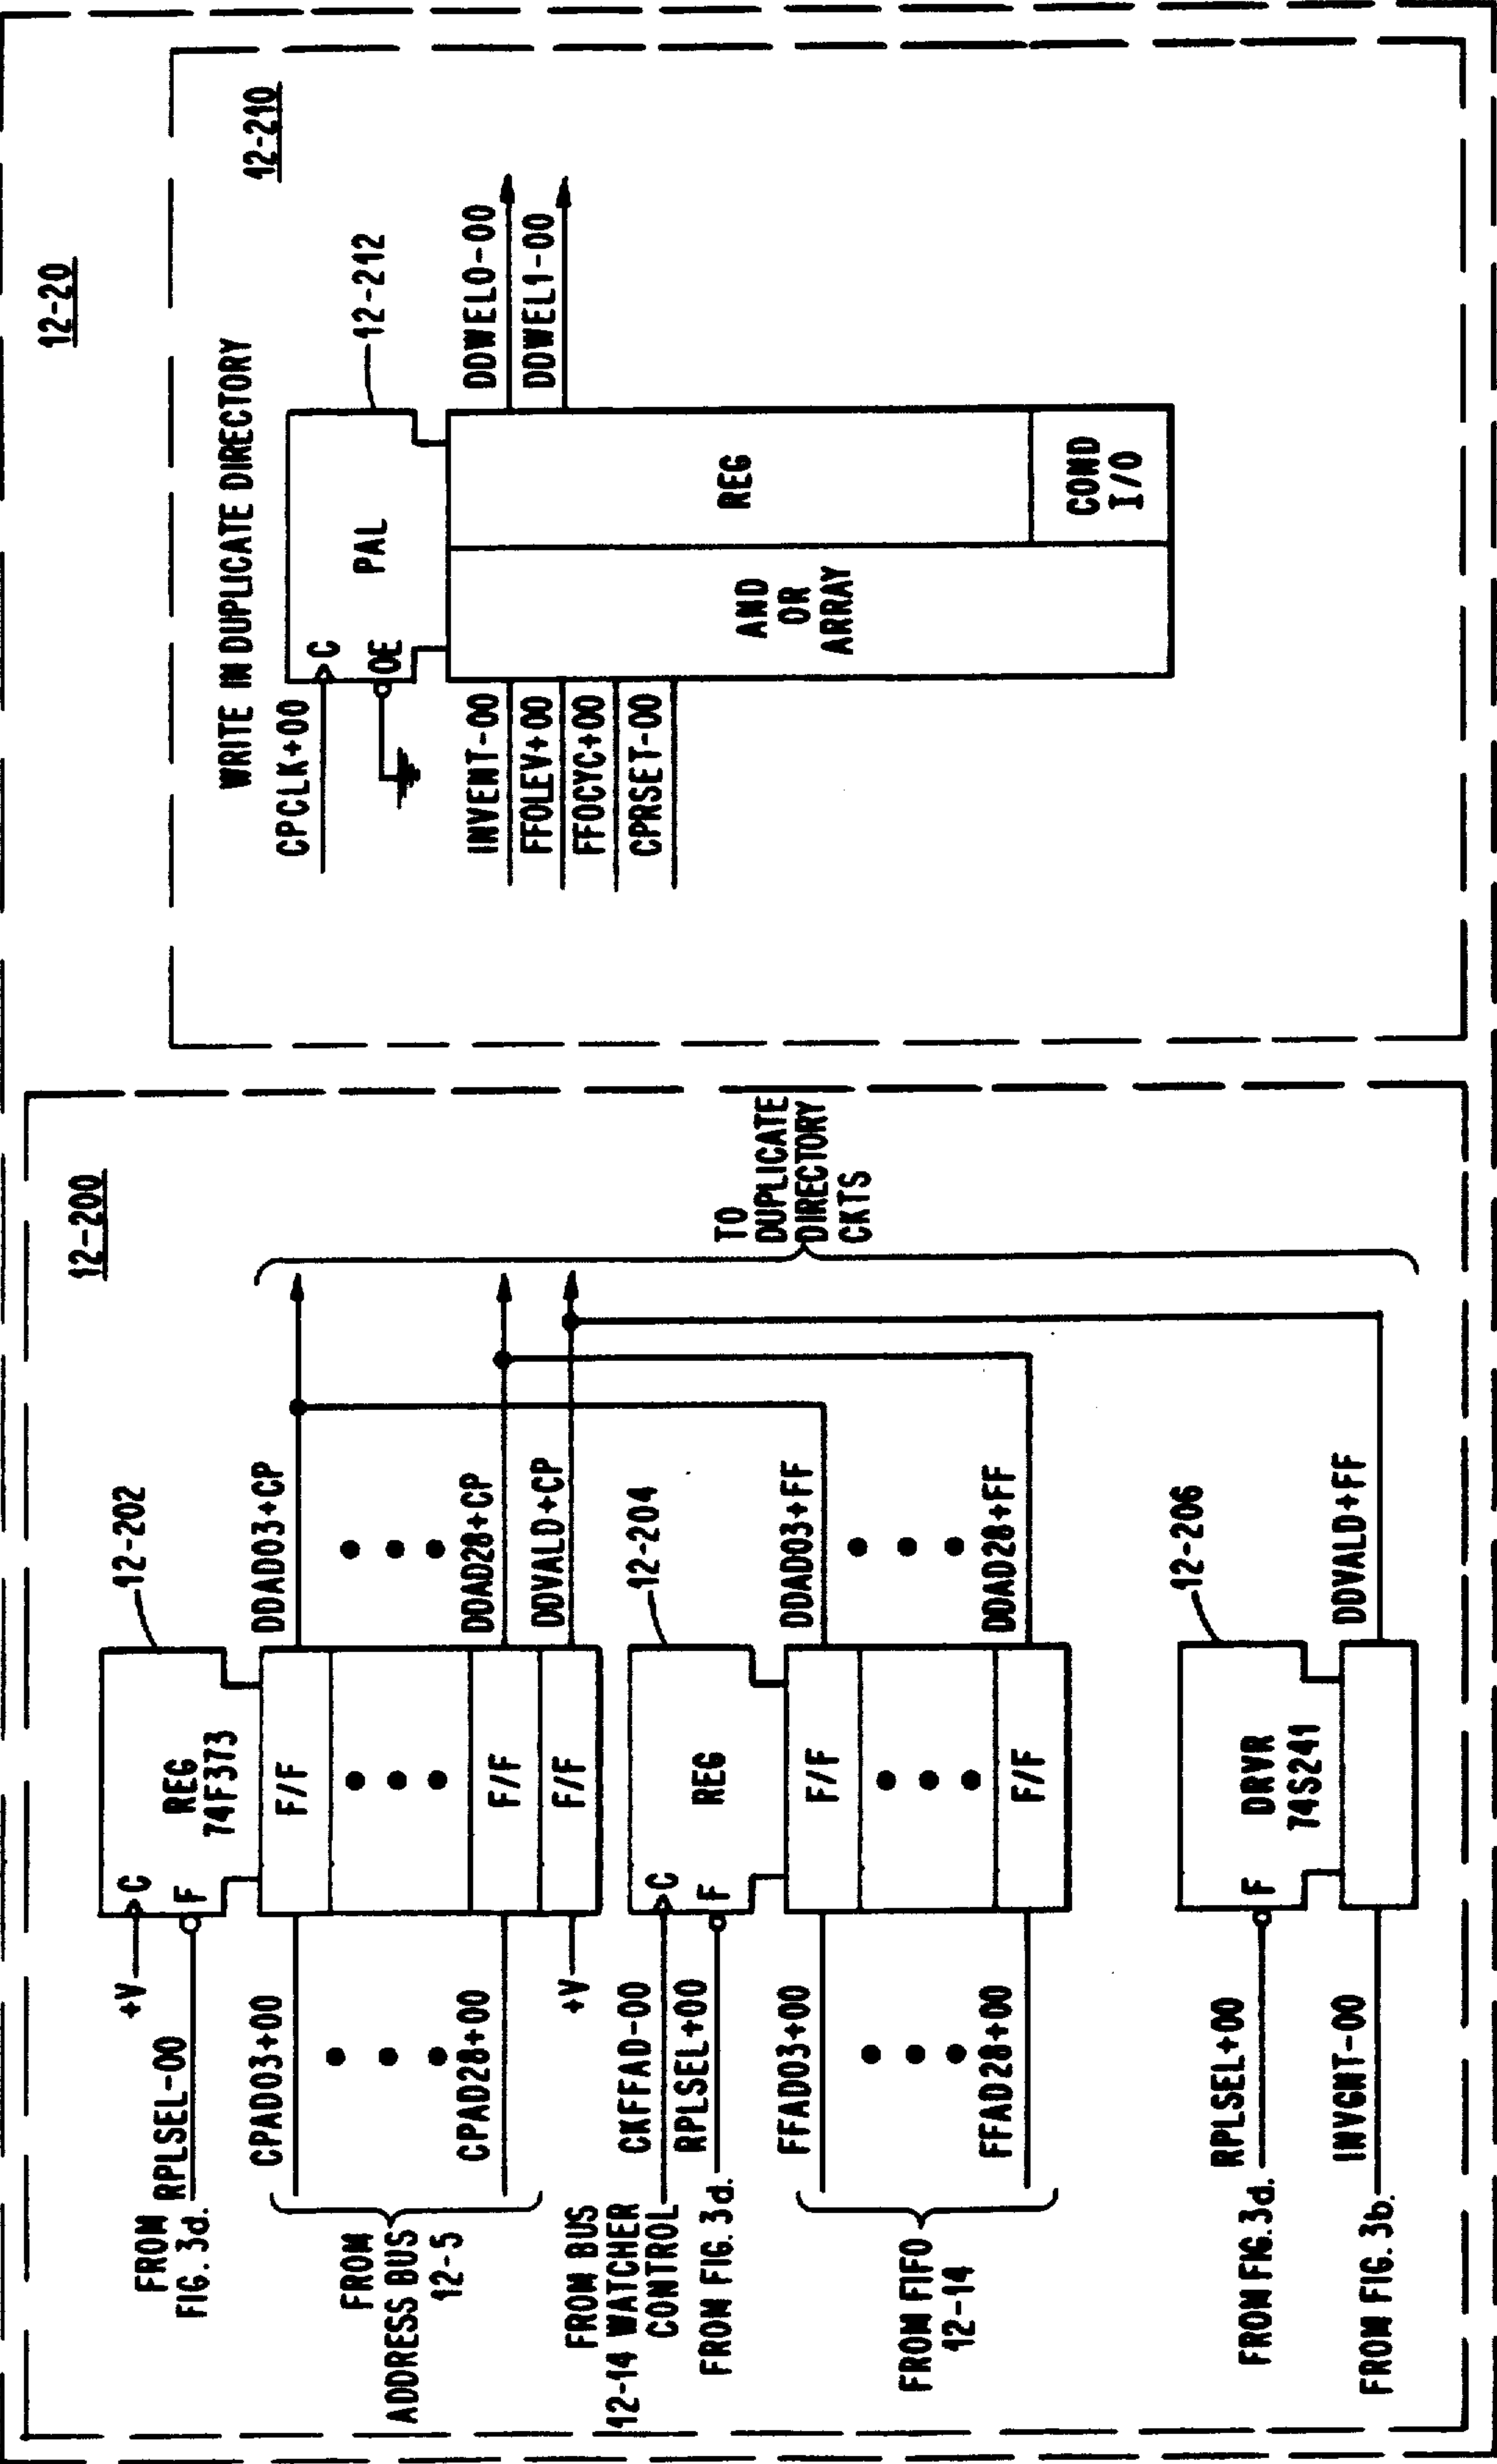 12-20
12-200
12-202
REG
74F373
C
F
+V
FROM
FIG. 3d.
RPLSEL-00
CPAD03+00
CPAD28+00
FROM
ADDRESS BUS
12-5
+V
F/F
F/F
F/F
DDAD03+CP
DDAD28+CP
DDVALD+CP
12-204
REG
C
F
FROM BUS
12-14 WATCHER
CONTROL
CKFFAD-00
RPLSEL+00
FROM FIG. 3d.
FFAD03+00
FFAD28+00
FROM FIFO
12-14
F/F
F/F
DDAD03+FF
DDAD28+FF
12-206
DRVR
74S241
F
RPLSEL+00
FROM FIG.3d.
INVGNT-00
FROM FIG. 3b.
DDVALD+FF
TO
DUPLICATE
DIRECTORY
CKTS
12-210
WRITE IN DUPLICATE DIRECTORY
12-212
CPCLK+00
C
OE
PAL
INVENT-00
FFOLEV+00
FFOCYC+00
CPRSET-00
AND
OR
ARRAY
REG
COND
I/O
DDWEL0-00
DDWEL1-00